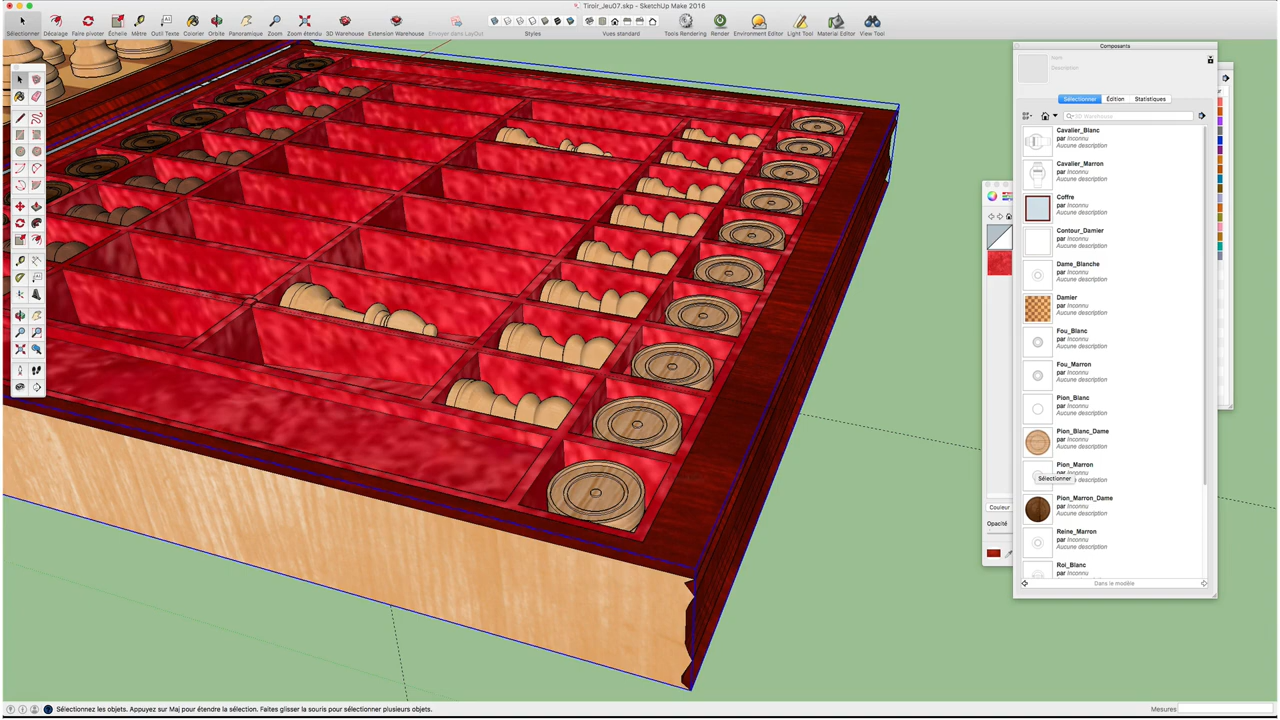 Tiroir_Jeu07.skp - SketchUp Make 2016
Sélectionner Décalage Faire pivoter Échelle Mètre Outil Texte Colorier Orbite Panoramique Zoom Zoom étendu 3D Warehouse Extension Warehouse Envoyer dans LayOut Styles Vues standard Tools Rendering Render Environment Editor Light Tool Material Editor View Tool
Composants
Nom
Description
Sélectionner Édition Statistiques
3D Warehouse
Cavalier_Blanc
par Inconnu
Aucune description
Cavalier_Marron
par Inconnu
Aucune description
Coffre
par Inconnu
Aucune description
Contour_Damier
par Inconnu
Aucune description
Dame_Blanche
par Inconnu
Aucune description
Damier
par Inconnu
Aucune description
Fou_Blanc
par Inconnu
Aucune description
Fou_Marron
par Inconnu
Aucune description
Pion_Blanc
par Inconnu
Aucune description
Pion_Blanc_Dame
par Inconnu
Aucune description
Pion_Marron
par Inconnu
Sélectionner
Pion_Marron_Dame
par Inconnu
Aucune description
Reine_Marron
par Inconnu
Aucune description
Roi_Blanc
par Inconnu
Dans le modèle
Couleur
Opacité
Sélectionnez les objets. Appuyez sur Maj pour étendre la sélection. Faites glisser la souris pour sélectionner plusieurs objets.
Mesures